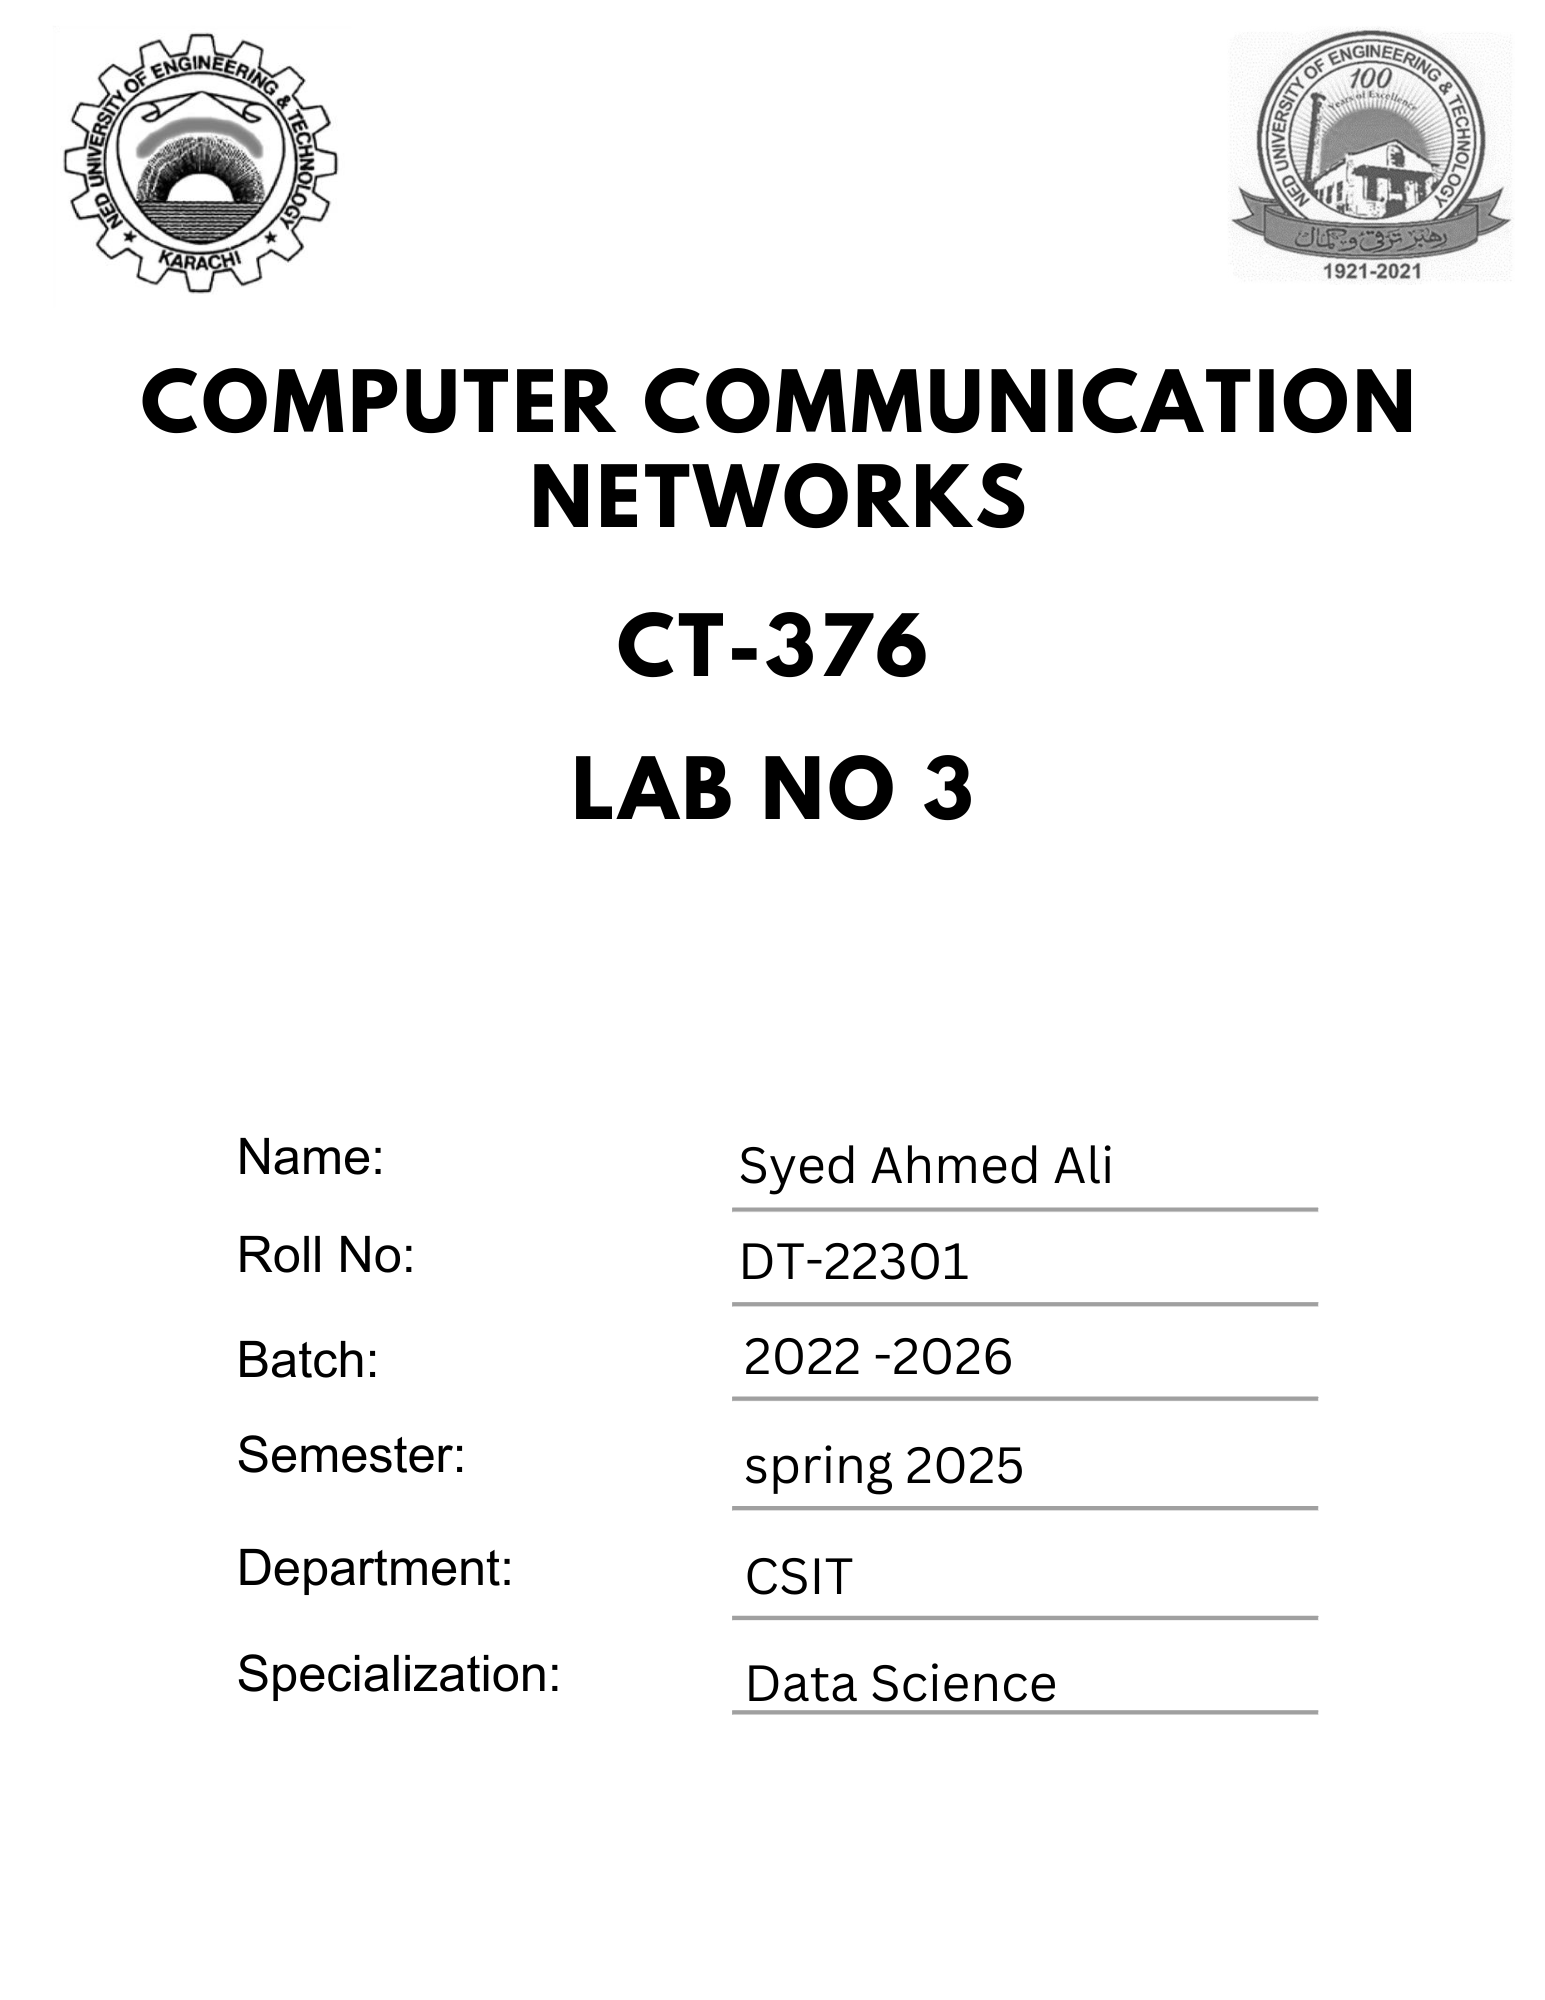 NED UNIVERSITY OF ENGINEERING & TECHNOLOGY
KARACHI
NED UNIVERSITY OF ENGINEERING & TECHNOLOGY
100
Years of Excellence
رهبر ترقی و کمال
1921-2021
COMPUTER COMMUNICATION
NETWORKS
CT-376
LAB NO 3
Name: Syed Ahmed Ali
Roll No: DT-22301
Batch: 2022 -2026
Semester: spring 2025
Department: CSIT
Specialization: Data Science